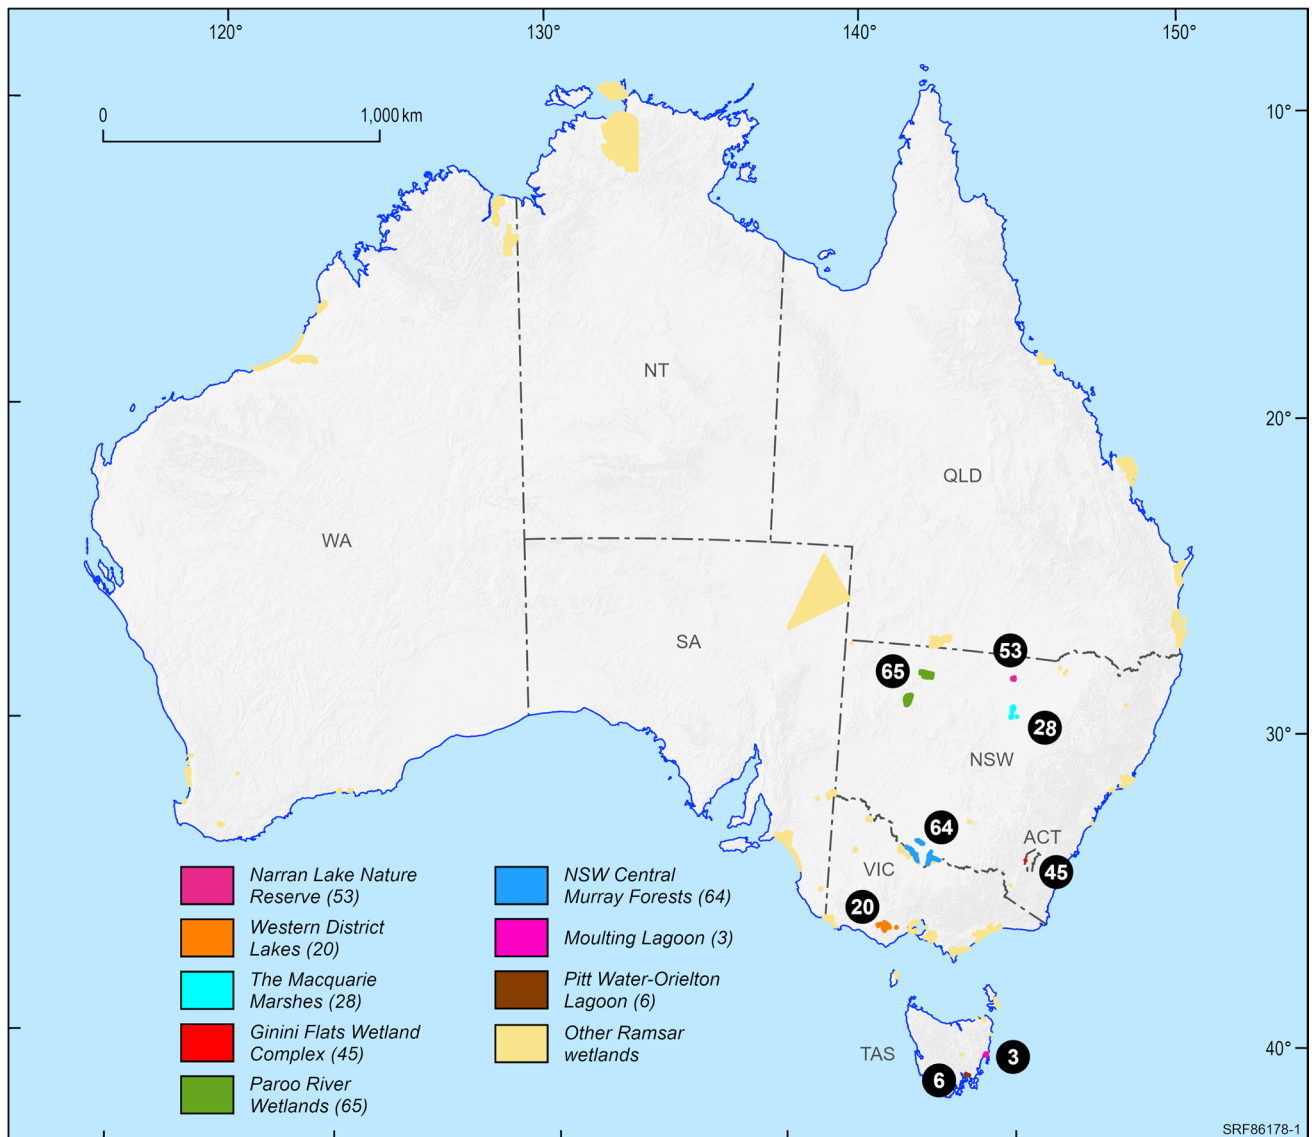 120°
130°
140°
150°
0
1,000 km
10°
NT
20°
QLD
WA
SA
53
65
30°
28
NSW
64
ACT
VIC
45
20
Narran Lake Nature
Reserve (53)
Western District
Lakes (20)
The Macquarie
Marshes (28)
Ginini Flats Wetland
Complex (45)
Paroo River
Wetlands (65)
NSW Central
Murray Forests (64)
Moulting Lagoon (3)
Pitt Water-Orielton
Lagoon (6)
Other Ramsar
wetlands
TAS
3
40°
6
SRF86178-1